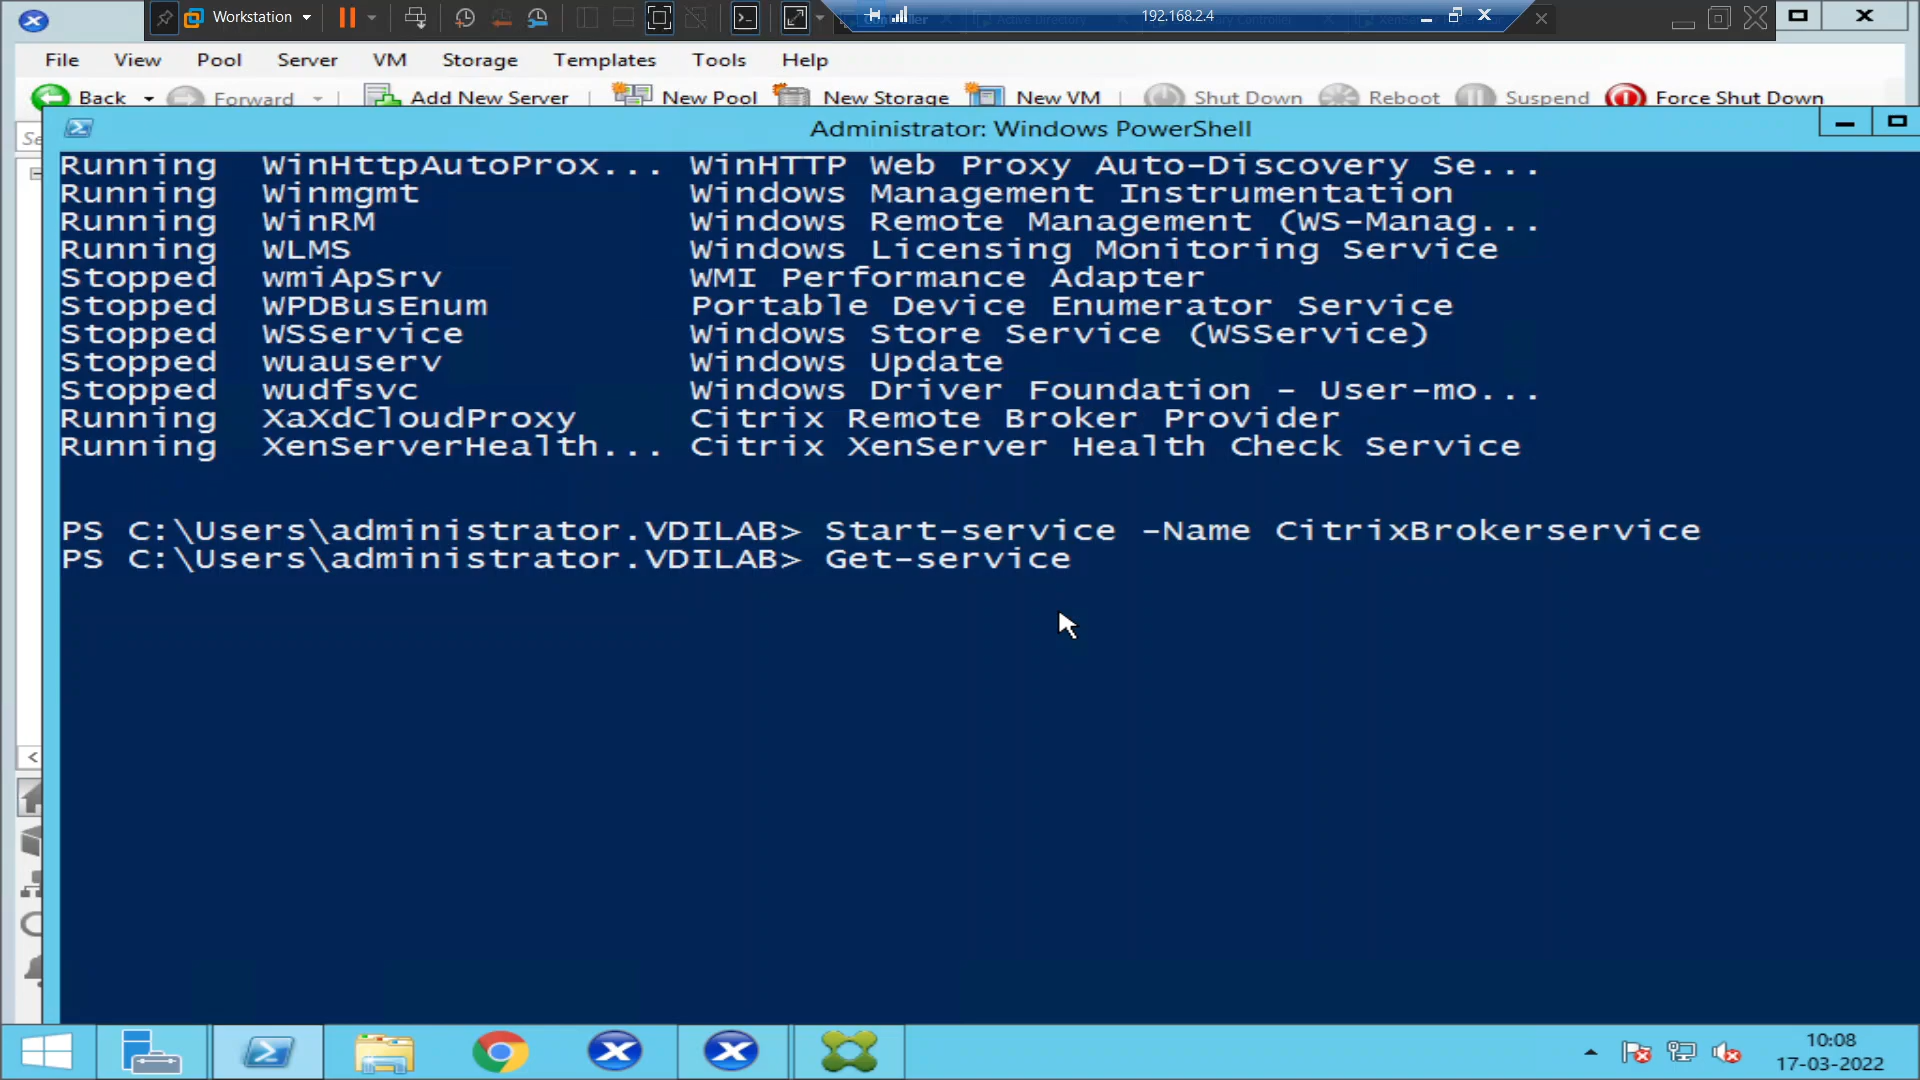 Workstation
192.168.2.4
File View Pool Server VM Storage Templates Tools Help
Back Forward Add New Server New Pool New Storage New VM Shut Down Reboot Suspend Force Shut Down
Administrator: Windows PowerShell
Running WinHttpAutoProx... WinHTTP Web Proxy Auto-Discovery Se...
Running Winmgmt Windows Management Instrumentation
Running WinRM Windows Remote Management (WS-Manag...
Running WLMS Windows Licensing Monitoring Service
Stopped wmiApSrv WMI Performance Adapter
Stopped WPDBusEnum Portable Device Enumerator Service
Stopped WSService Windows Store Service (WSService)
Stopped wuauserv Windows Update
Stopped wudfsvc Windows Driver Foundation - User-mo...
Running XaXdCloudProxy Citrix Remote Broker Provider
Running XenServerHealth... Citrix XenServer Health Check Service
PS C:\Users\administrator.VDILAB> Start-service -Name CitrixBrokerservice
PS C:\Users\administrator.VDILAB> Get-service
10:08
17-03-2022